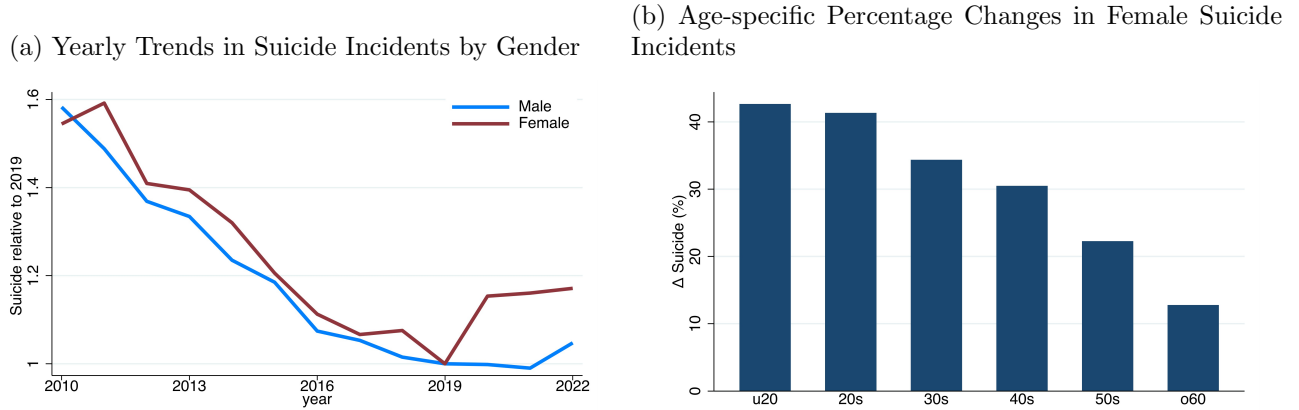 (a) Yearly Trends in Suicide Incidents by Gender
Suicide relative to 2019
1.6
1.4
1.2
1
2010
2013
2016
2019
2022
year
Male
Female
(b) Age-specific Percentage Changes in Female Suicide
Incidents
Δ Suicide (%)
40
30
20
10
0
u20
20s
30s
40s
50s
o60